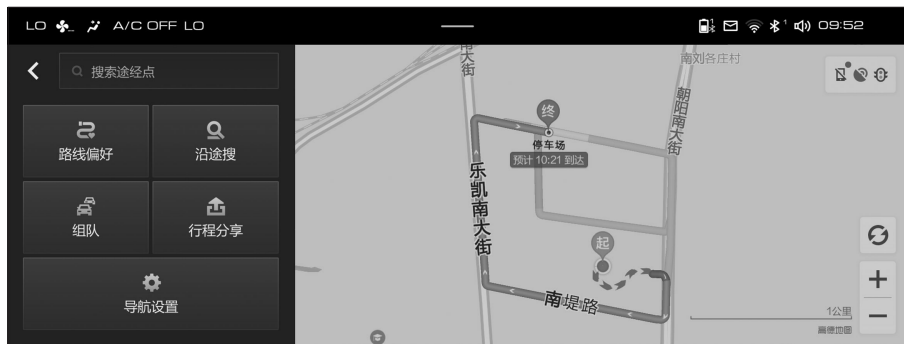 LO A/C OFF LO
1 1 09:52
搜索途经点
路线偏好
沿途搜
组队
行程分享
导航设置
南大街
南刘各庄村
朝阳南大街
终
停车场
预计 10:21 到达
乐凯南大街
起
南堤路
1公里
高德地图